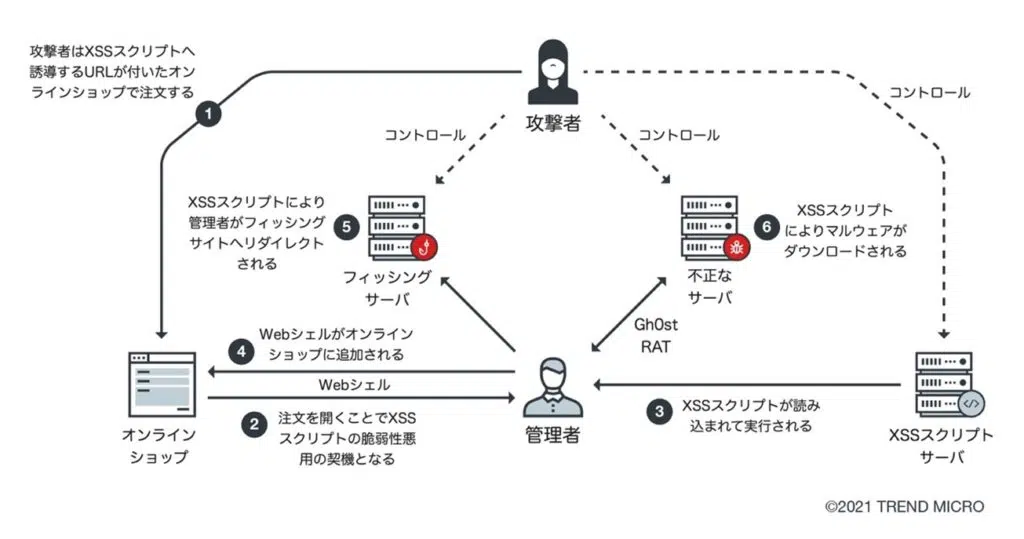 攻撃者はXSSスクリプトへ
誘導するURLが付いたオン
ラインショップで注文する
1
攻撃者
コントロール
コントロール
コントロール
XSSスクリプトにより
管理者がフィッシング
サイトへリダイレクト
される
5
フィッシング
サーバ
6
XSSスクリプト
によりマルウェアが
ダウンロードされる
不正な
サーバ
Gh0st
RAT
4
Webシェルがオンライン
ショップに追加される
Webシェル
2
注文を開くことでXSS
スクリプトの脆弱性悪
用の契機となる
オンライン
ショップ
管理者
3
XSSスクリプトが読み
込まれて実行される
</>
XSSスクリプト
サーバ
©2021 TREND MICRO